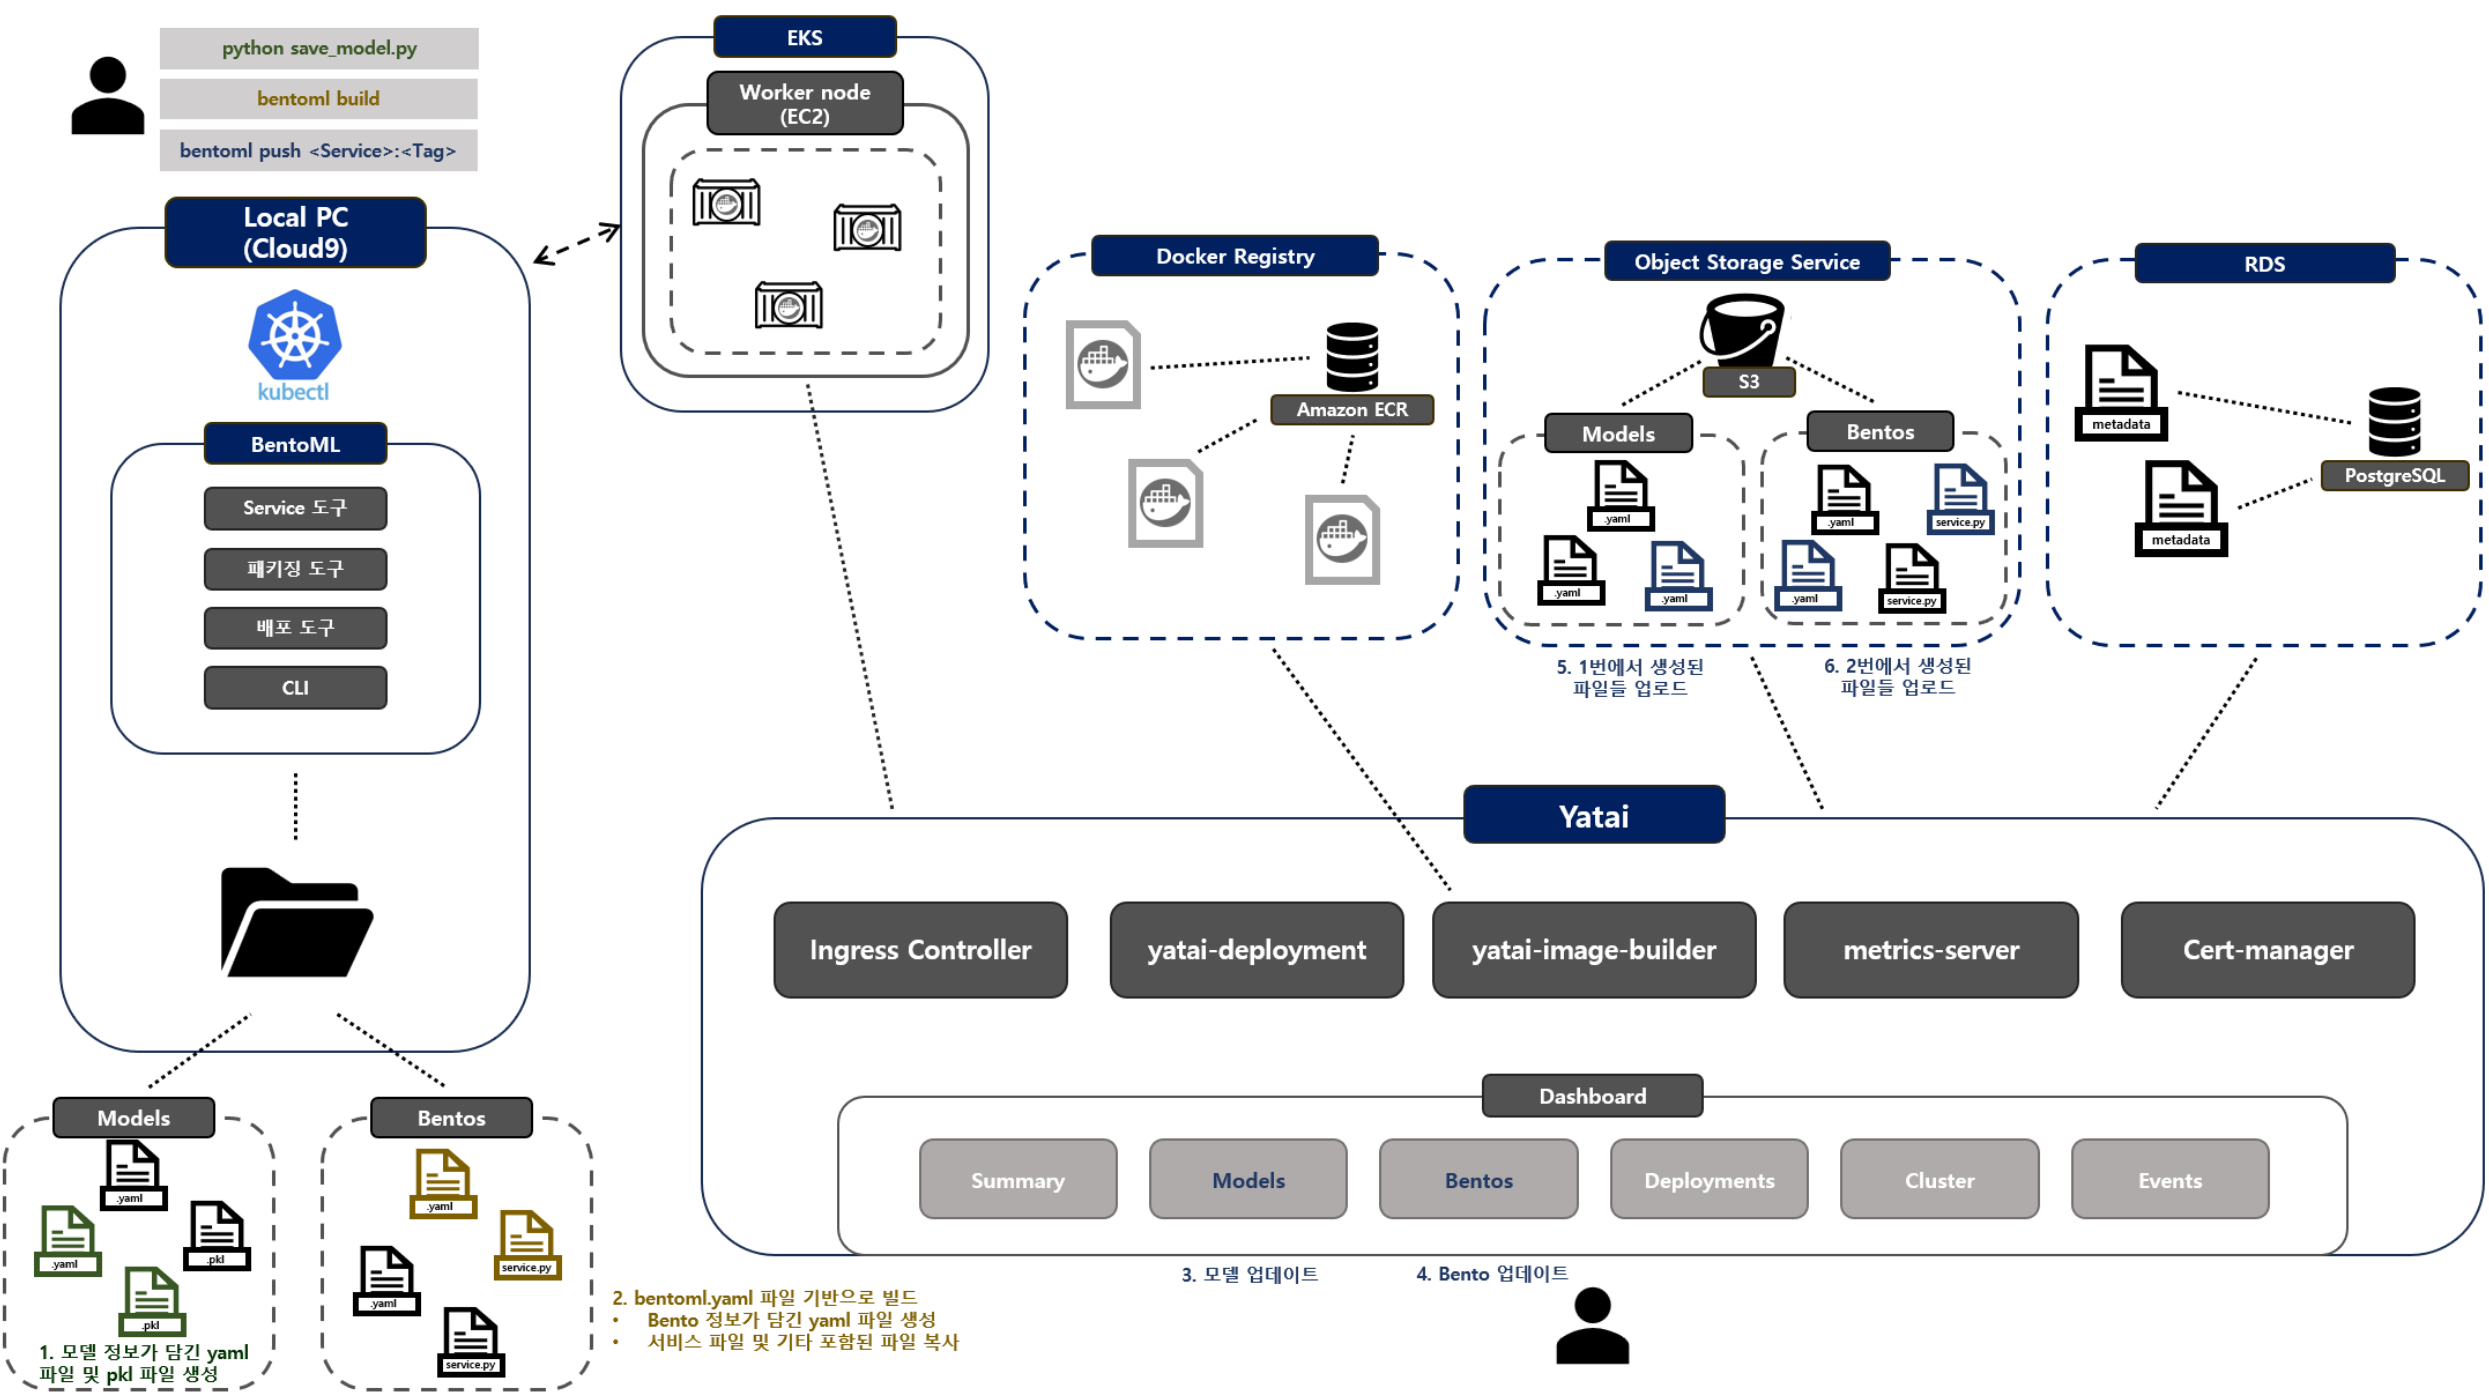 python save_model.py
bentoml build
bentoml push <Service>:<Tag>
Local PC
(Cloud9)
kubectl
BentoML
Service 도구
패키징 도구
배포 도구
CLI
Models
.yaml
.yaml
.pkl
.pkl
1. 모델 정보가 담긴 yaml
파일 및 pkl 파일 생성
Bentos
.yaml
service.py
.yaml
service.py
2. bentoml.yaml 파일 기반으로 빌드
• Bento 정보가 담긴 yaml 파일 생성
• 서비스 파일 및 기타 포함된 파일 복사
EKS
Worker node
(EC2)
Docker Registry
Amazon ECR
Object Storage Service
S3
Models
.yaml
.yaml
.yaml
Bentos
.yaml
service.py
.yaml
service.py
5. 1번에서 생성된
파일들 업로드
6. 2번에서 생성된
파일들 업로드
RDS
metadata
metadata
PostgreSQL
Yatai
Ingress Controller
yatai-deployment
yatai-image-builder
metrics-server
Cert-manager
Dashboard
Summary
Models
Bentos
Deployments
Cluster
Events
3. 모델 업데이트
4. Bento 업데이트